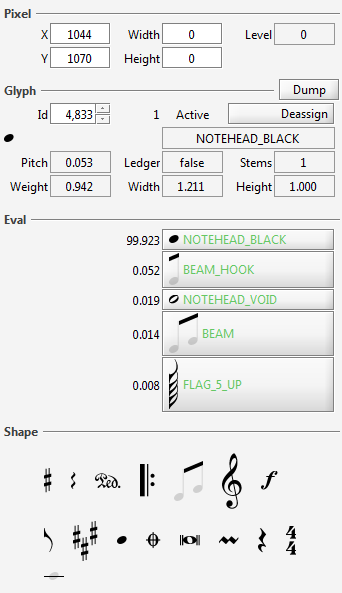 Pixel
X 1044 Width 0 Level 0
Y 1070 Height 0
Glyph Dump
Id 4,833 1 Active Deassign
NOTEHEAD_BLACK
Pitch 0.053 Ledger false Stems 1
Weight 0.942 Width 1.211 Height 1.000
Eval
99.923 NOTEHEAD_BLACK
0.052 BEAM_HOOK
0.019 NOTEHEAD_VOID
0.014 BEAM
0.008 FLAG_5_UP
Shape
Ped. f
4
4